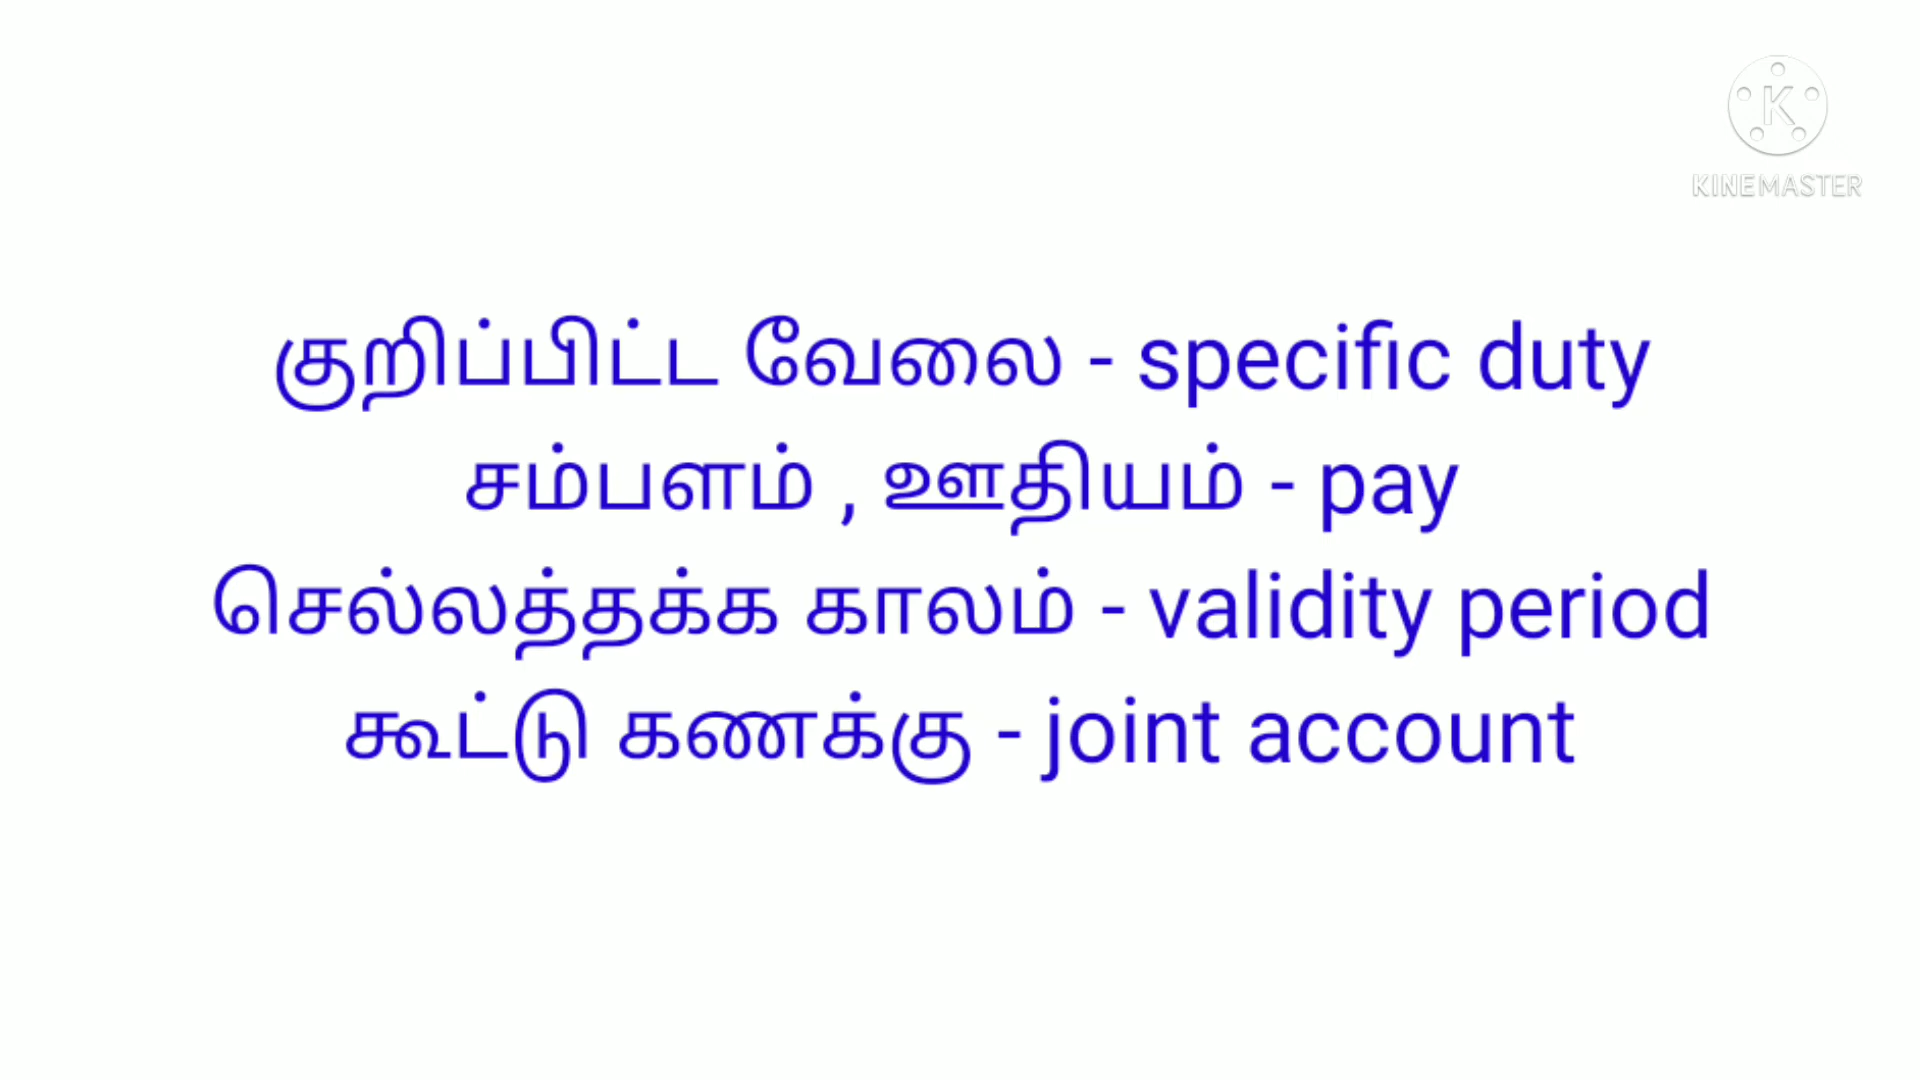 KINEMASTER
குறிப்பிட்ட வேலை - specific duty
சம்பளம் , ஊதியம் - pay
செல்லத்தக்க காலம் - validity period
கூட்டு கணக்கு - joint account